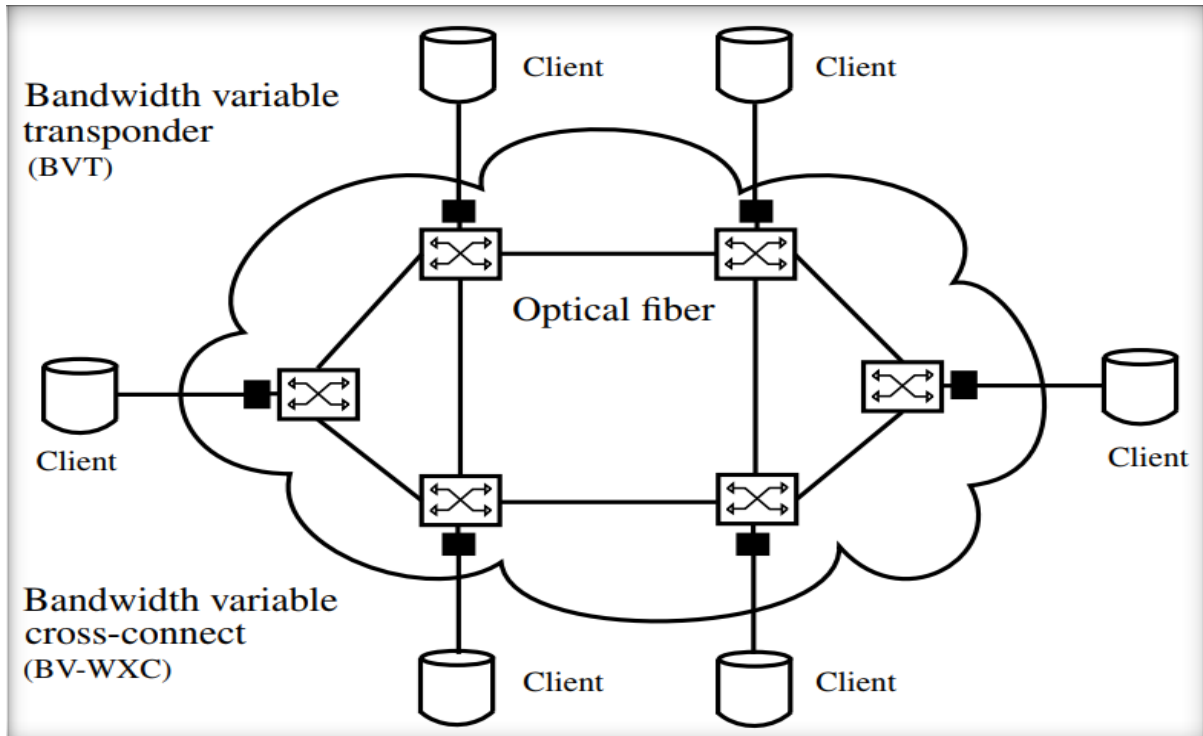 Client
Client
Bandwidth variable
transponder
(BVT)
Optical fiber
Client
Client
Bandwidth variable
cross-connect
(BV-WXC)
Client
Client